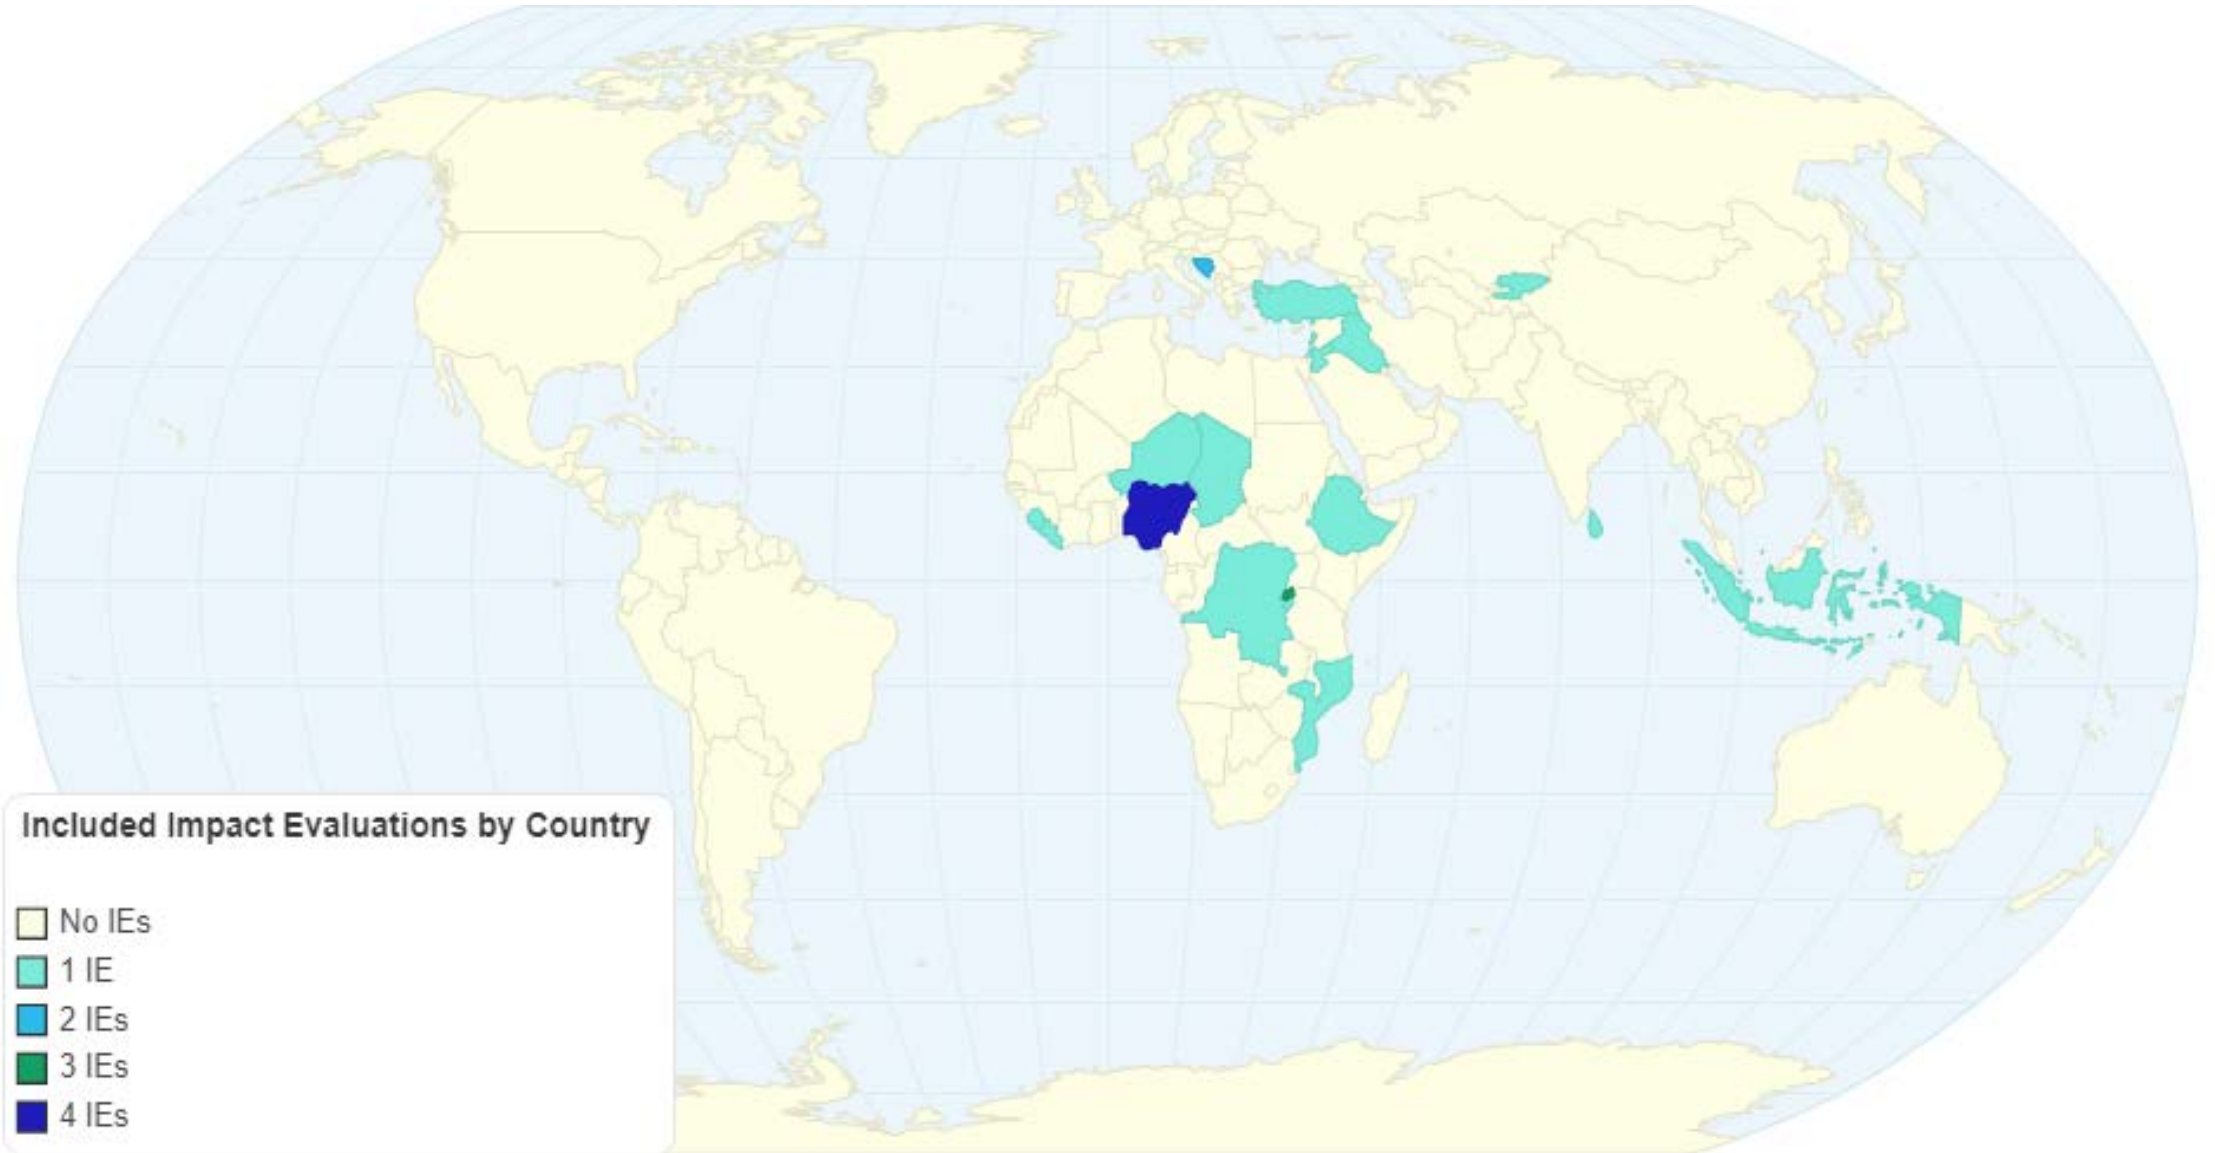 Included Impact Evaluations by Country
No IEs
1 IE
2 IEs
3 IEs
4 IEs